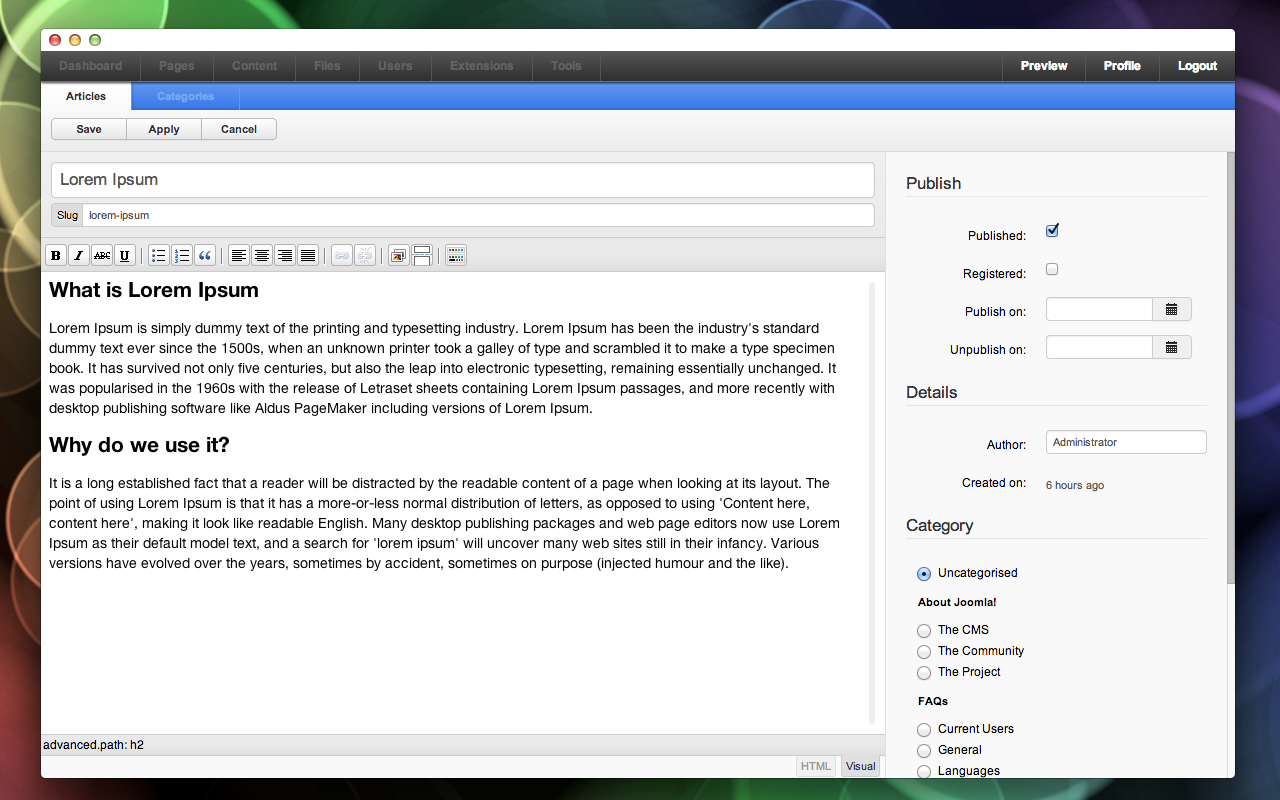 Dashboard Pages Content Files Users Extensions Tools Preview Profile Logout
Articles Categories
Save Apply Cancel
Lorem Ipsum
Slug lorem-ipsum
B I ABC U
What is Lorem Ipsum
Lorem Ipsum is simply dummy text of the printing and typesetting industry. Lorem Ipsum has been the industry's standard
dummy text ever since the 1500s, when an unknown printer took a galley of type and scrambled it to make a type specimen
book. It has survived not only five centuries, but also the leap into electronic typesetting, remaining essentially unchanged. It
was popularised in the 1960s with the release of Letraset sheets containing Lorem Ipsum passages, and more recently with
desktop publishing software like Aldus PageMaker including versions of Lorem Ipsum.
Why do we use it?
It is a long established fact that a reader will be distracted by the readable content of a page when looking at its layout. The
point of using Lorem Ipsum is that it has a more-or-less normal distribution of letters, as opposed to using 'Content here,
content here', making it look like readable English. Many desktop publishing packages and web page editors now use Lorem
Ipsum as their default model text, and a search for 'lorem ipsum' will uncover many web sites still in their infancy. Various
versions have evolved over the years, sometimes by accident, sometimes on purpose (injected humour and the like).
advanced.path: h2
HTML Visual
Publish
Published:
Registered:
Publish on:
Unpublish on:
Details
Author: Administrator
Created on: 6 hours ago
Category
Uncategorised
About Joomla!
The CMS
The Community
The Project
FAQs
Current Users
General
Languages